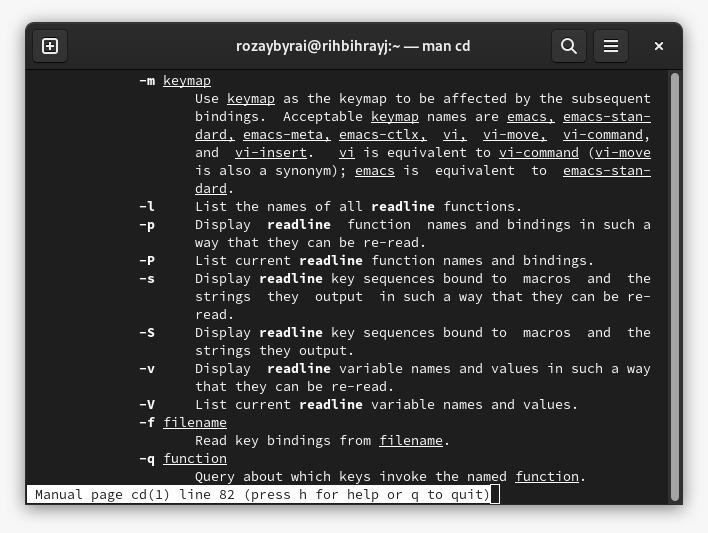 rozaybyrai@rihbihrayj:~ — man cd
-m keymap
Use keymap as the keymap to be affected by the subsequent
bindings.  Acceptable keymap names are emacs, emacs-stan-
dard, emacs-meta, emacs-ctlx,  vi,  vi-move,  vi-command,
and  vi-insert.   vi is equivalent to vi-command (vi-move
is also a synonym); emacs is  equivalent  to  emacs-stan-
dard.
-l     List the names of all readline functions.
-p     Display  readline  function  names and bindings in such a
way that they can be re-read.
-P     List current readline function names and bindings.
-s     Display readline key sequences bound to  macros  and  the
strings  they  output  in such a way that they can be re-
read.
-S     Display readline key sequences bound to  macros  and  the
strings they output.
-v     Display  readline variable names and values in such a way
that they can be re-read.
-V     List current readline variable names and values.
-f filename
Read key bindings from filename.
-q function
Query about which keys invoke the named function.
Manual page cd(1) line 82 (press h for help or q to quit)